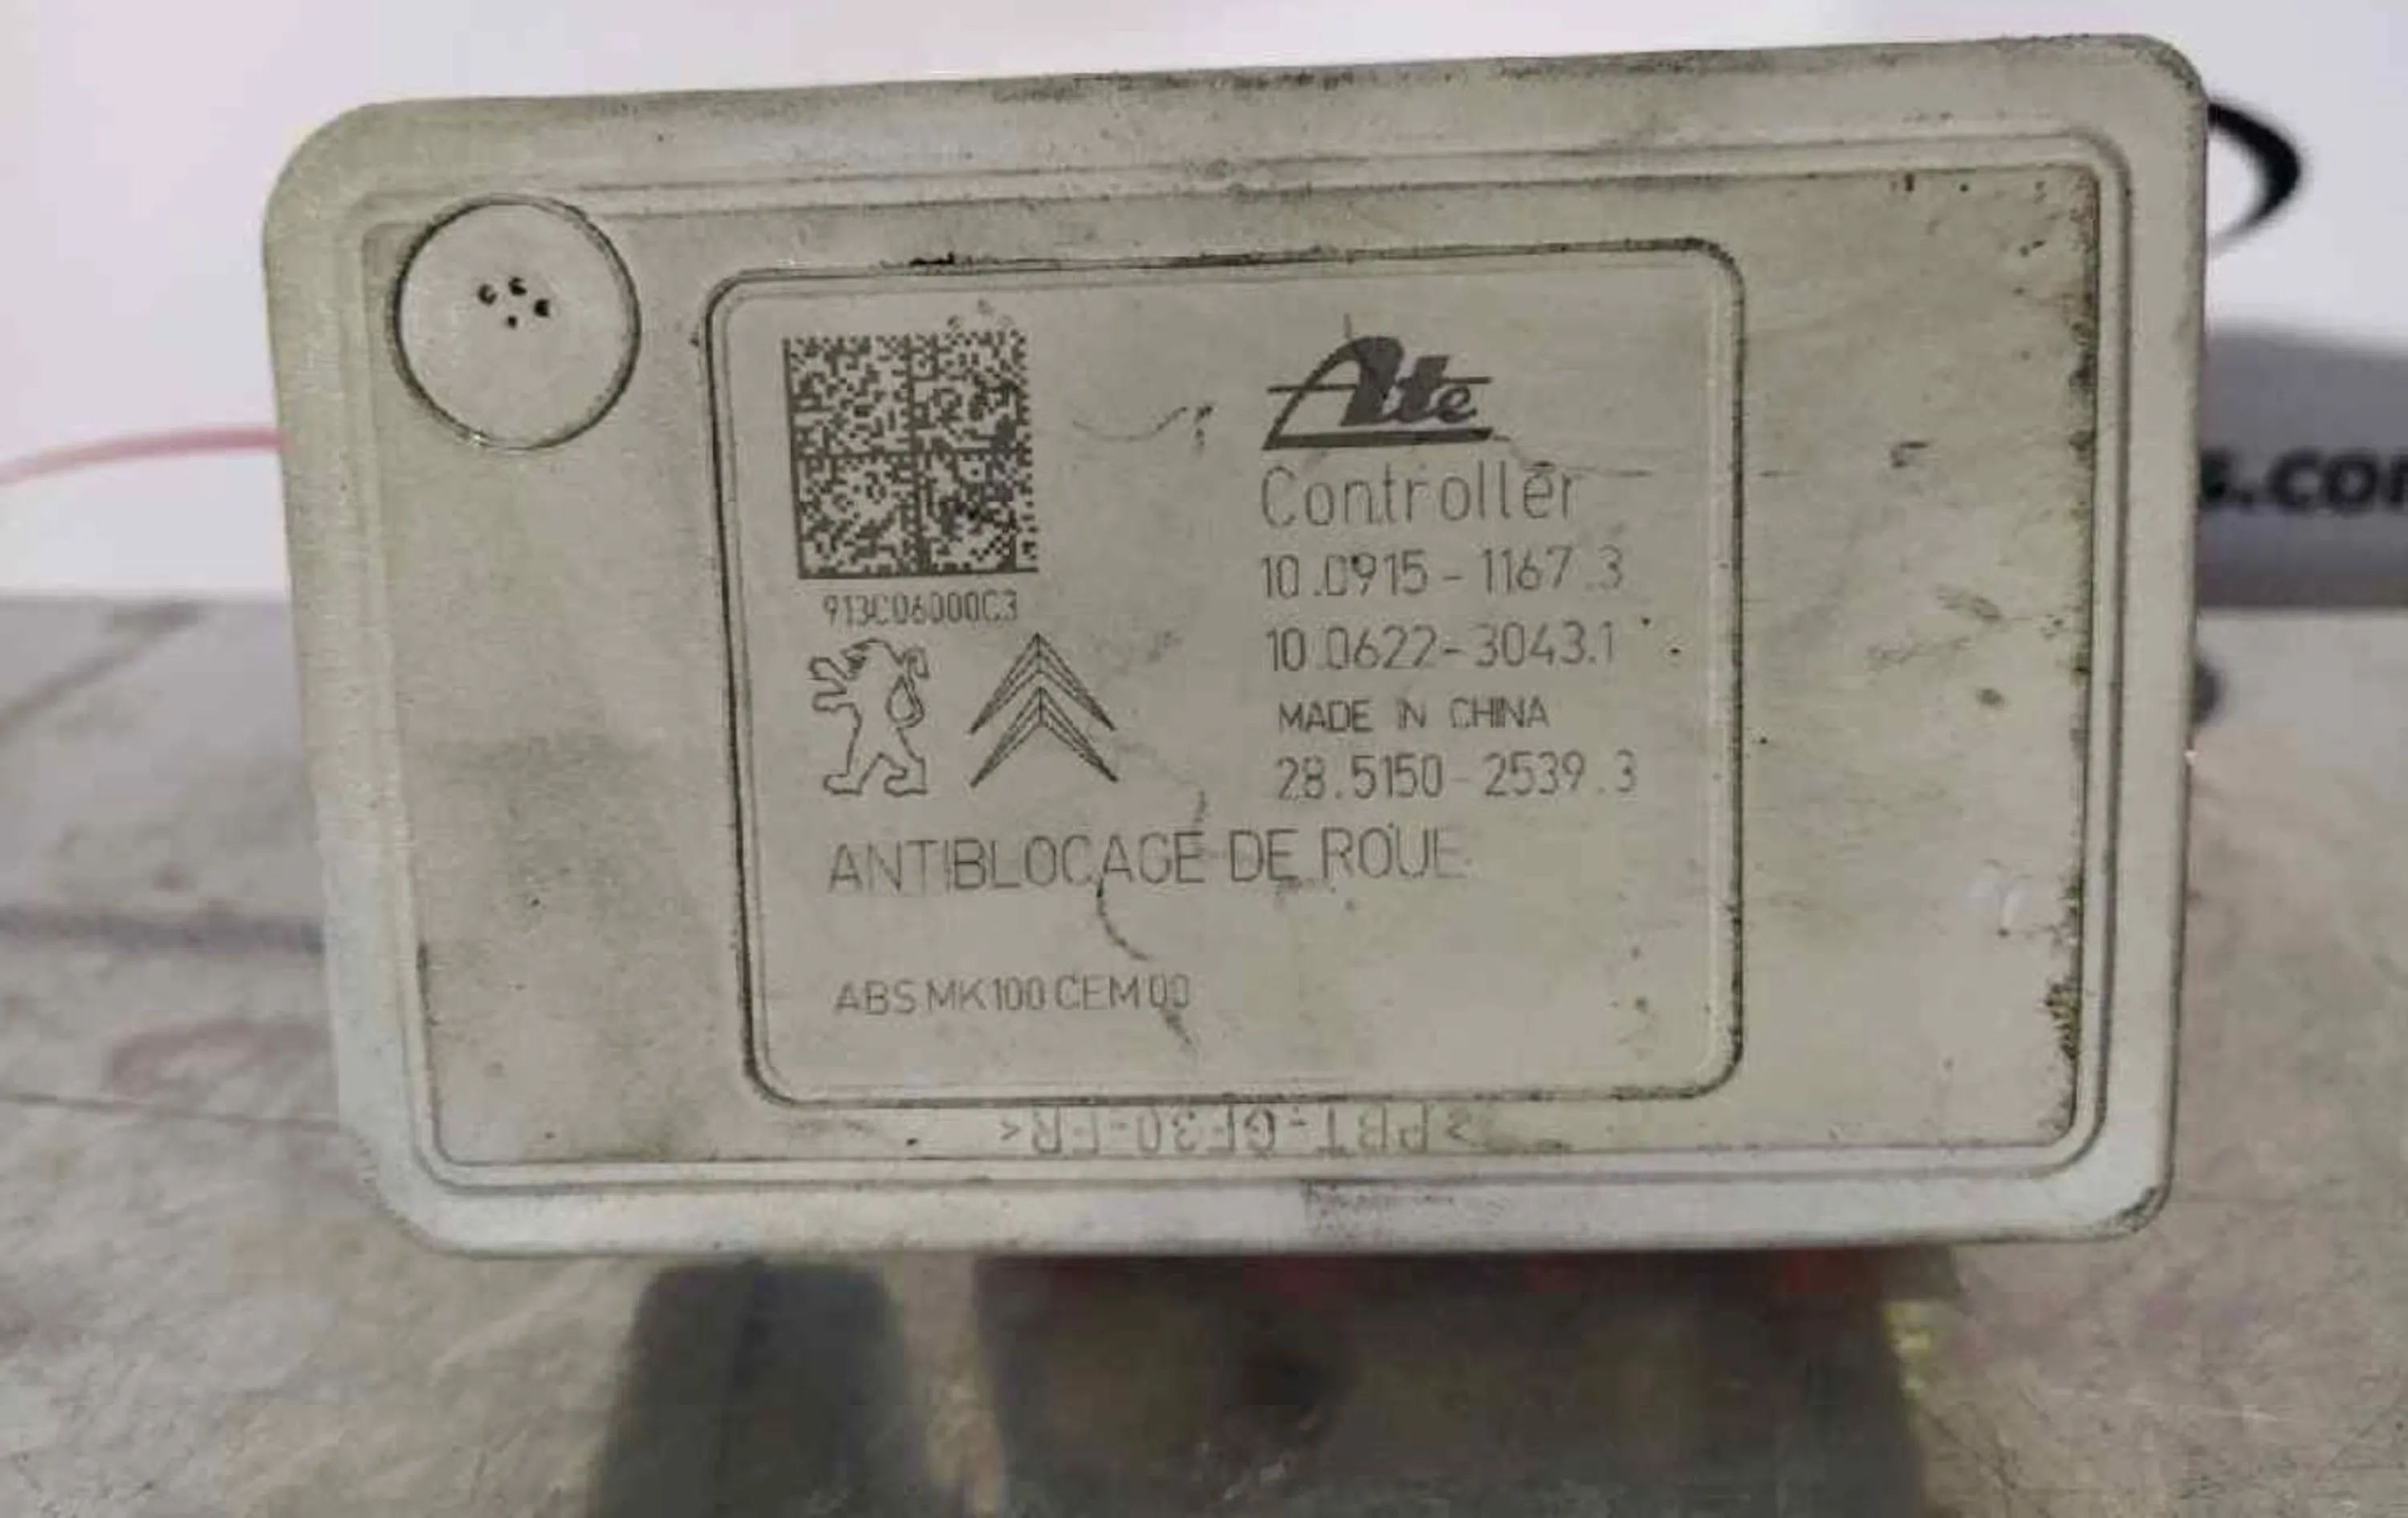 Ate
Controller
10.0915-1167.3
10.0622-3043.1
MADE IN CHINA
28.5150-2539.3
913C06000C3
ANTIBLOCAGE DE ROUE
ABS MK100 CEM 00
>PBT-GF30-FR<
s.co